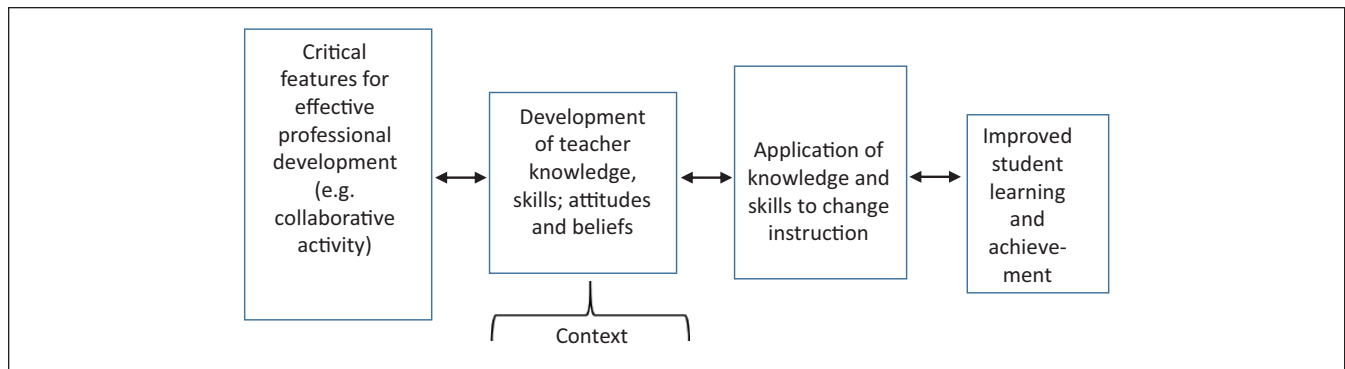 Critical
features for
effective
professional
development
(e.g.
collaborative
activity)
Development
of teacher
knowledge,
skills; attitudes
and beliefs
Application of
knowledge and
skills to change
instruction
Improved
student
learning
and
achieve-
ment
Context